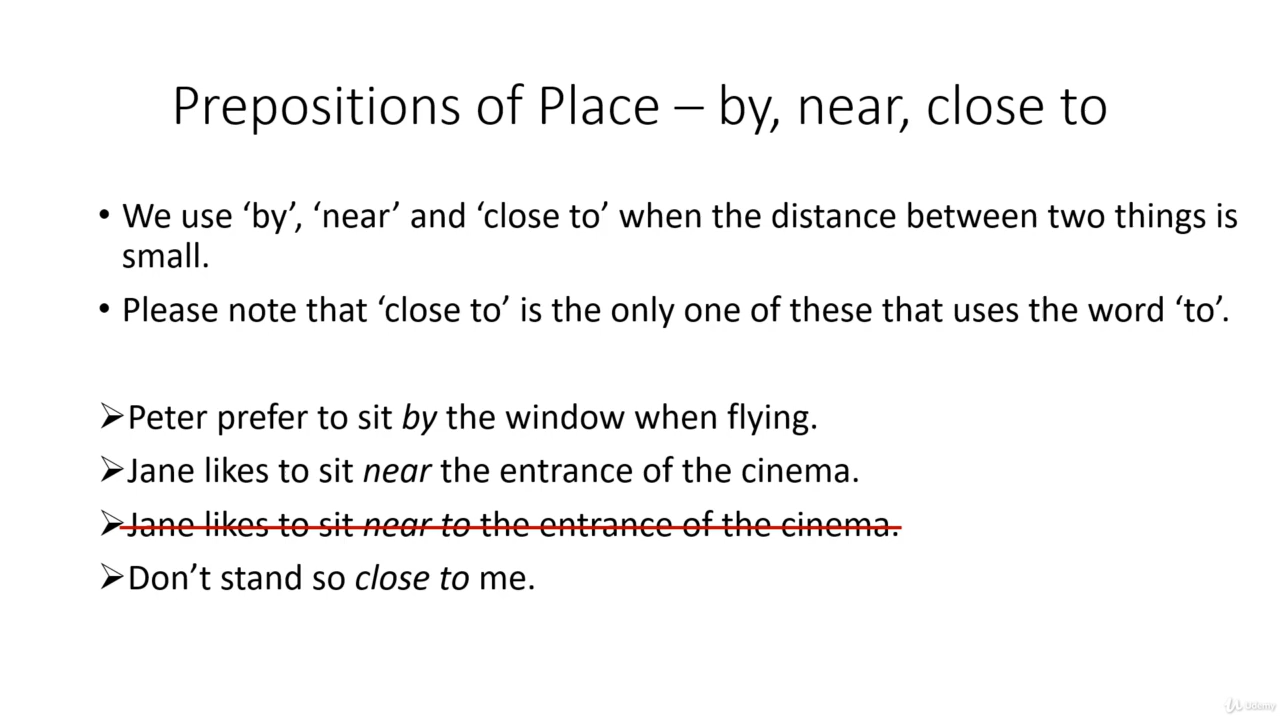 Prepositions of Place – by, near, close to
• We use ‘by’, ‘near’ and ‘close to’ when the distance between two things is
small.
• Please note that ‘close to’ is the only one of these that uses the word ‘to’.
➢Peter prefer to sit by the window when flying.
➢Jane likes to sit near the entrance of the cinema.
➢Jane likes to sit near to the entrance of the cinema.
➢Don’t stand so close to me.
Udemy